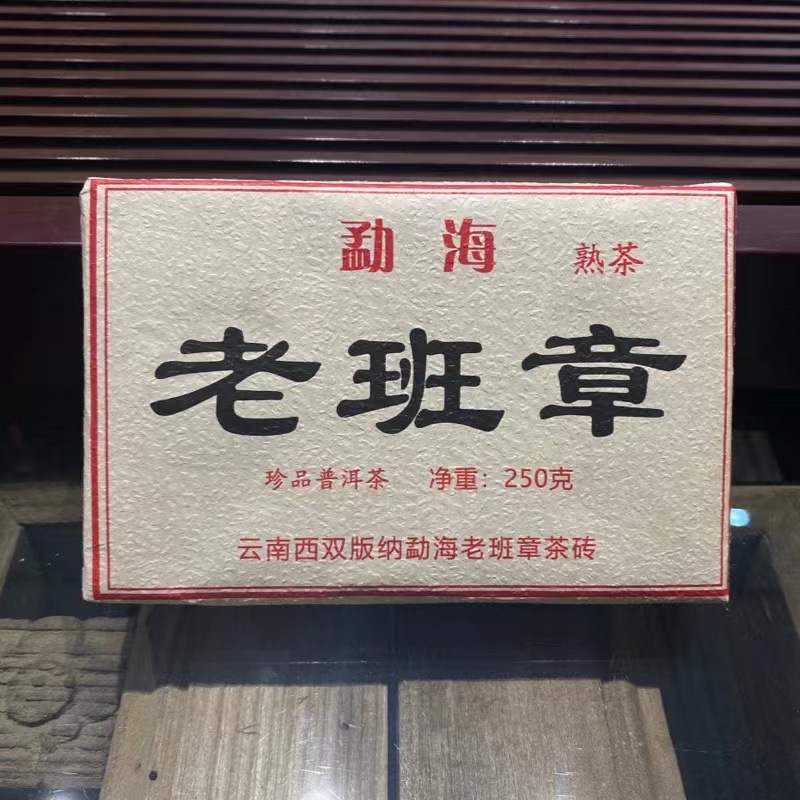 勐海 熟茶
老班章
珍品普洱茶 净重：250克
云南西双版纳勐海老班章茶砖